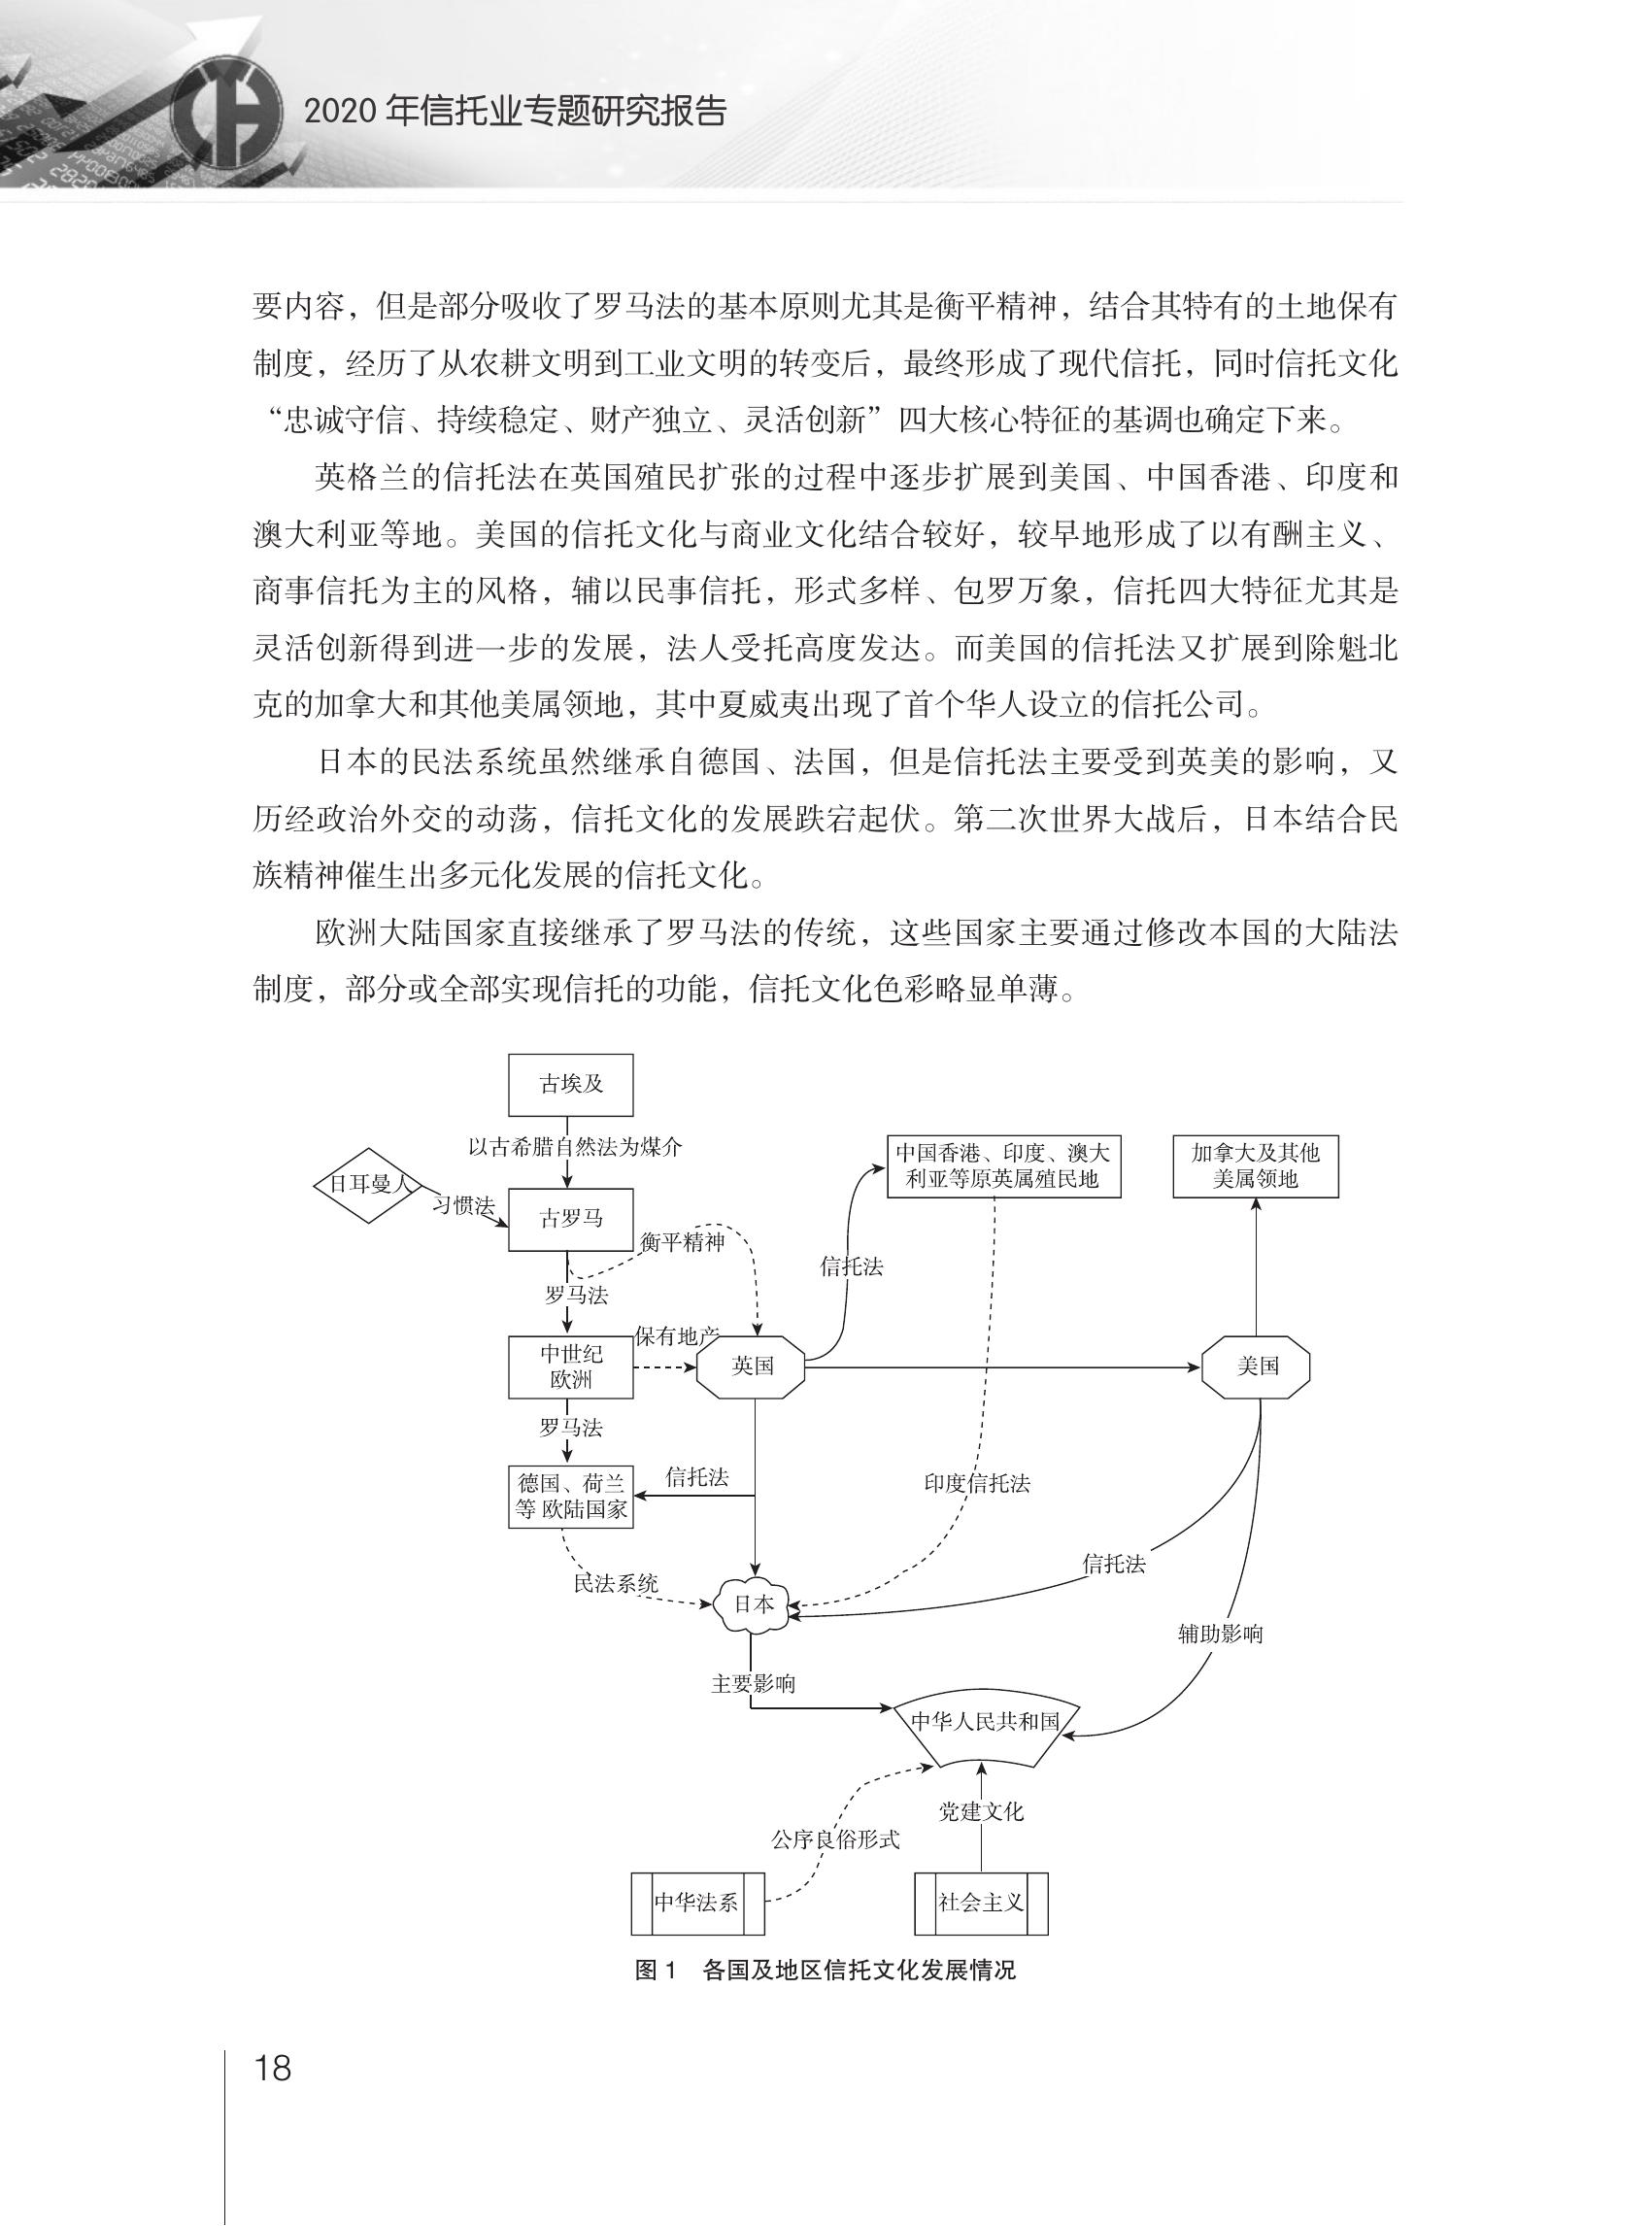 2020 年信托业专题研究报告
要内容，但是部分吸收了罗马法的基本原则尤其是衡平精神，结合其特有的土地保有
制度，经历了从农耕文明到工业文明的转变后，最终形成了现代信托，同时信托文化
“忠诚守信、持续稳定、财产独立、灵活创新”四大核心特征的基调也确定下来。
英格兰的信托法在英国殖民扩张的过程中逐步扩展到美国、中国香港、印度和
澳大利亚等地。美国的信托文化与商业文化结合较好，较早地形成了以有酬主义、
商事信托为主的风格，辅以民事信托，形式多样、包罗万象，信托四大特征尤其是
灵活创新得到进一步的发展，法人受托高度发达。而美国的信托法又扩展到除魁北
克的加拿大和其他美属领地，其中夏威夷出现了首个华人设立的信托公司。
日本的民法系统虽然继承自德国、法国，但是信托法主要受到英美的影响，又
历经政治外交的动荡，信托文化的发展跌宕起伏。第二次世界大战后，日本结合民
族精神催生出多元化发展的信托文化。
欧洲大陆国家直接继承了罗马法的传统，这些国家主要通过修改本国的大陆法
制度，部分或全部实现信托的功能，信托文化色彩略显单薄。
古埃及
以古希腊自然法为煤介
中国香港、印度、澳大
利亚等原英属殖民地
加拿大及其他
美属领地
日耳曼人
习惯法
古罗马
衡平精神
信托法
罗马法
保有地产
中世纪
欧洲
英国
美国
罗马法
信托法
德国、荷兰
等 欧陆国家
印度信托法
信托法
民法系统
日本
辅助影响
主要影响
中华人民共和国
党建文化
公序良俗形式
中华法系
社会主义
图 1 各国及地区信托文化发展情况
18